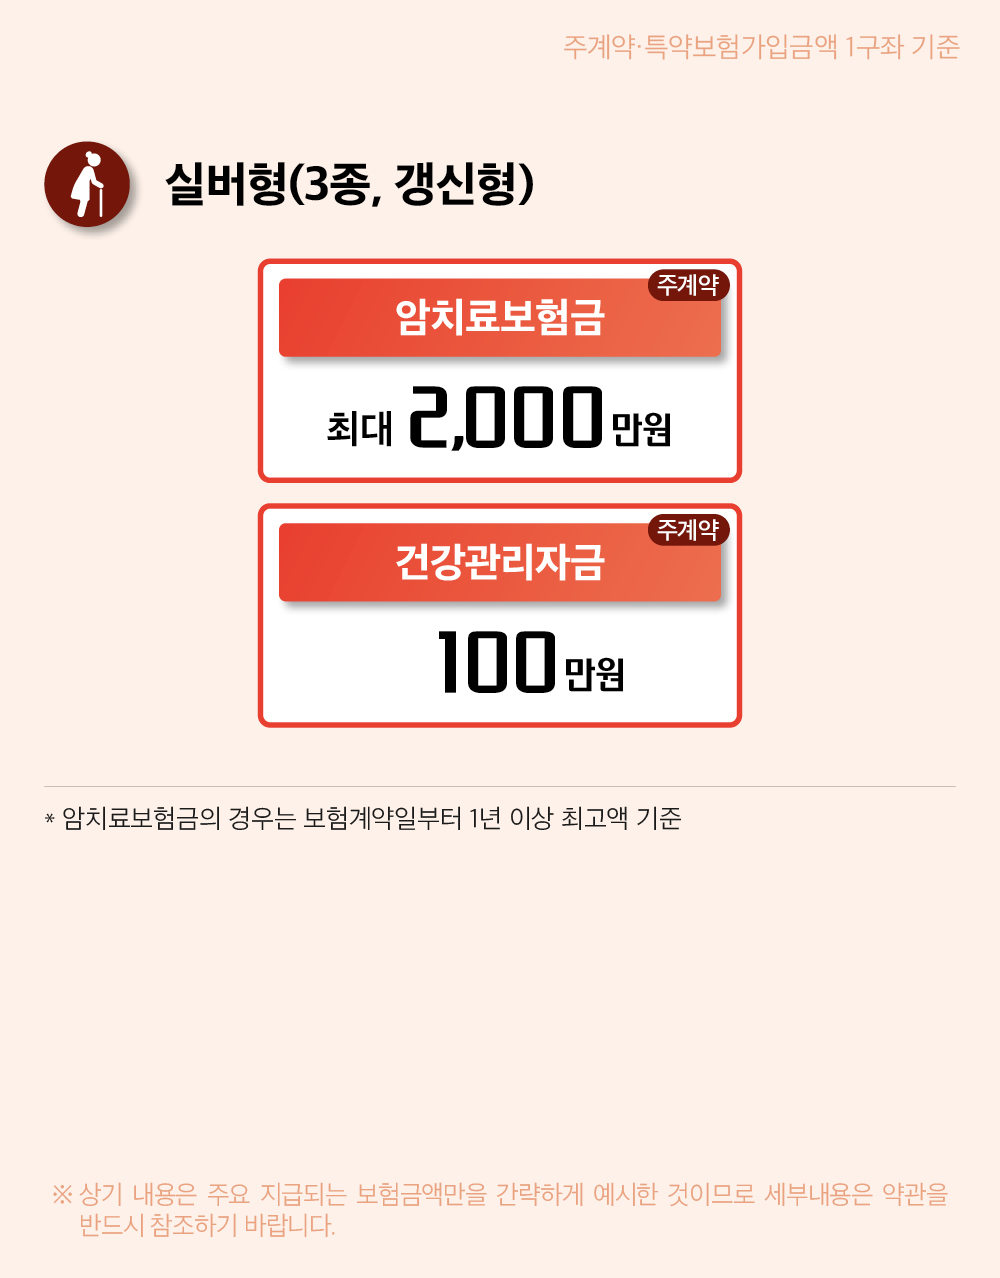 주계약·특약보험가입금액 1구좌 기준
실버형(3종, 갱신형)
주계약
암치료보험금
최대 2,000만원
주계약
건강관리자금
100만원
* 암치료보험금의 경우는 보험계약일부터 1년 이상 최고액 기준
※ 상기 내용은 주요 지급되는 보험금액만을 간략하게 예시한 것이므로 세부내용은 약관을
반드시 참조하기 바랍니다.